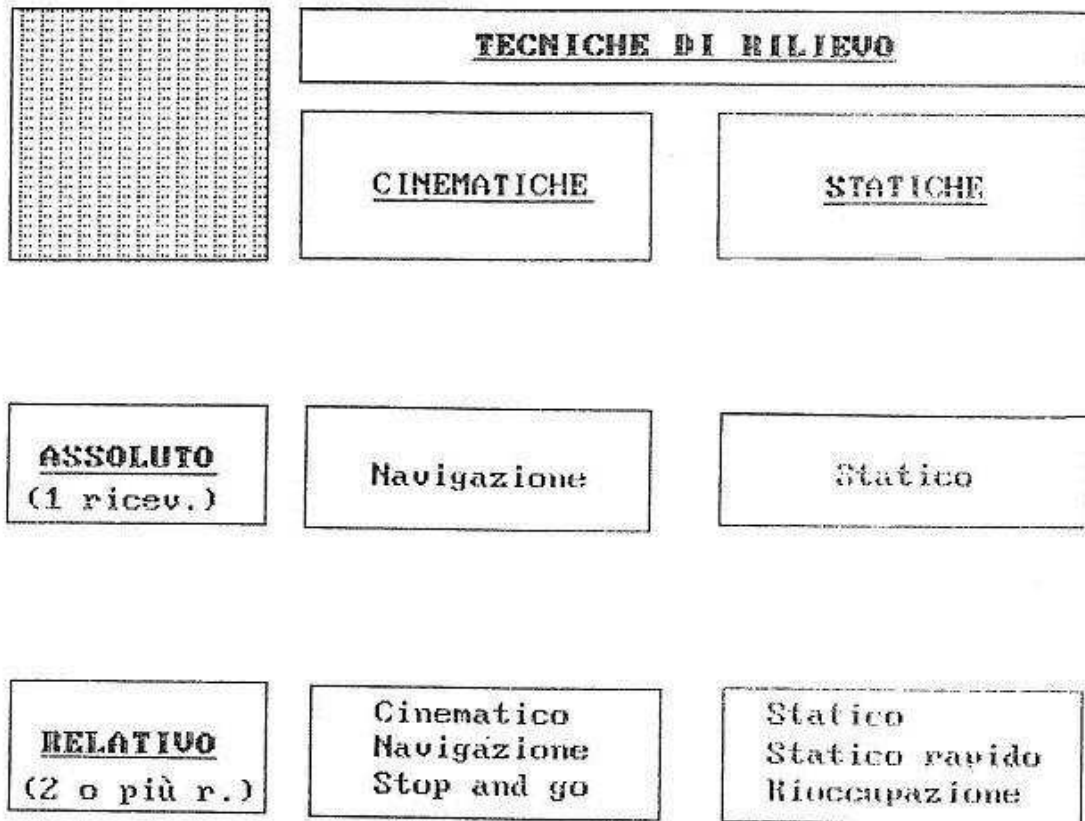 TECNICHE DI RILIEVO
CINEMATICHE
STATICHE
ASSOLUTO
(1 ricev.)
Navigazione
Statico
RELATIVO
(2 o più r.)
Cinematico
Navigazione
Stop and go
Statico
Statico rapido
Rioccupazione